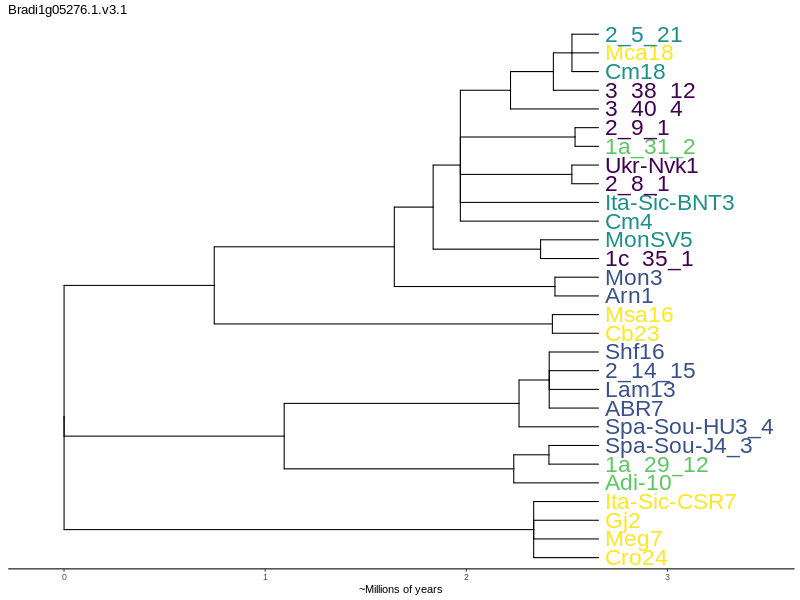 Bradi1g05276.1.v3.1
2_5_21
Mca18
Cm18
3_38_12
3_40_4
2_9_1
1a_31_2
Ukr-Nvk1
2_8_1
Ita-Sic-BNT3
Cm4
MonSV5
1c_35_1
Mon3
Arn1
Msa16
Cb23
Shf16
2_14_15
Lam13
ABR7
Spa-Sou-HU3_4
Spa-Sou-J4_3
1a_29_12
Adi-10
Ita-Sic-CSR7
Gj2
Meg7
Cro24
0 1 2 3
~Millions of years